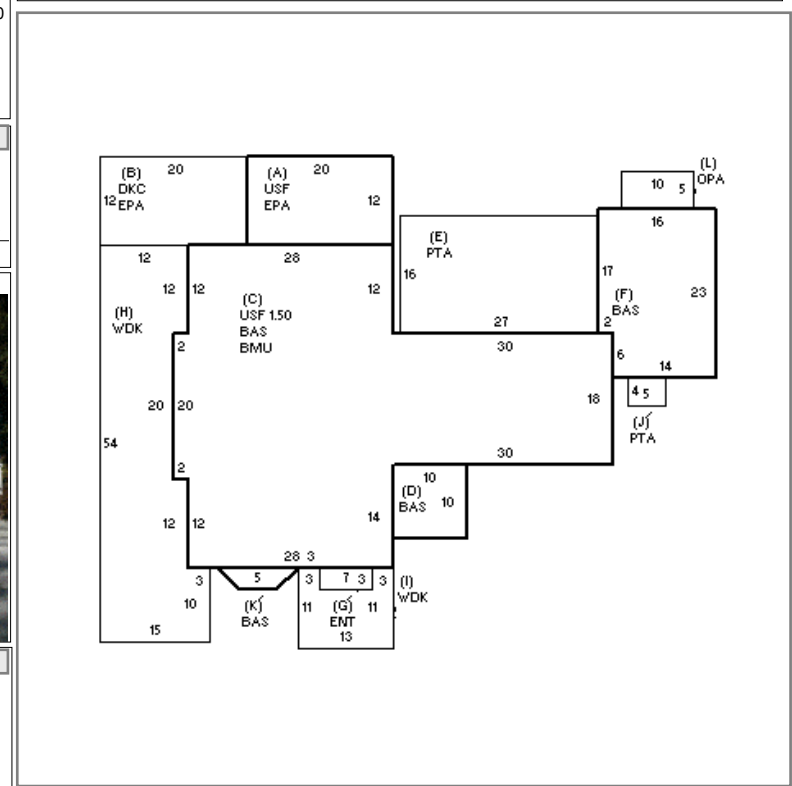 (B)
DKC
EPA
20
12
(A)
USF
EPA
20
12
(L)
OPA
10
5
(E)
PTA
16
27
16
17
(F)
BAS
23
2
6
14
12
28
12
12
12
(H)
WDK
(C)
USF 1.50
BAS
BMU
2
30
20
20
18
54
4
5
(J)
PTA
2
30
10
(D)
BAS
10
12
12
14
28
3
3
10
15
5
(K)
BAS
3
7
3
3
(I)
WDK
11
(G)
ENT
11
13